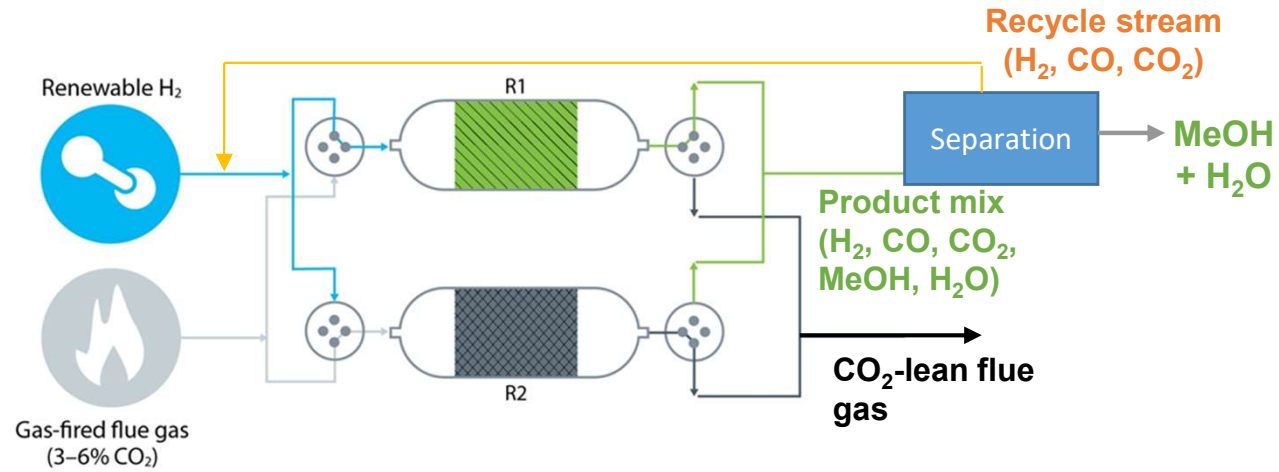 Recycle stream
(H₂, CO, CO₂)
Renewable H₂
R1
Separation
MeOH
+ H₂O
Product mix
(H₂, CO, CO₂,
MeOH, H₂O)
R2
CO₂-lean flue
gas
Gas-fired flue gas
(3–6% CO₂)